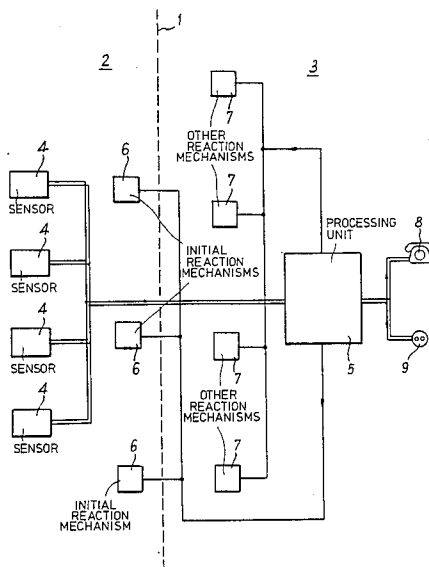 1
2
3
7
OTHER
REACTION
MECHANISMS
7
4
SENSOR
6
INITIAL
REACTION
MECHANISMS
PROCESSING
UNIT
8
4
SENSOR
4
SENSOR
6
7
5
9
OTHER
REACTION
MECHANISMS
4
SENSOR
6
7
INITIAL
REACTION
MECHANISM